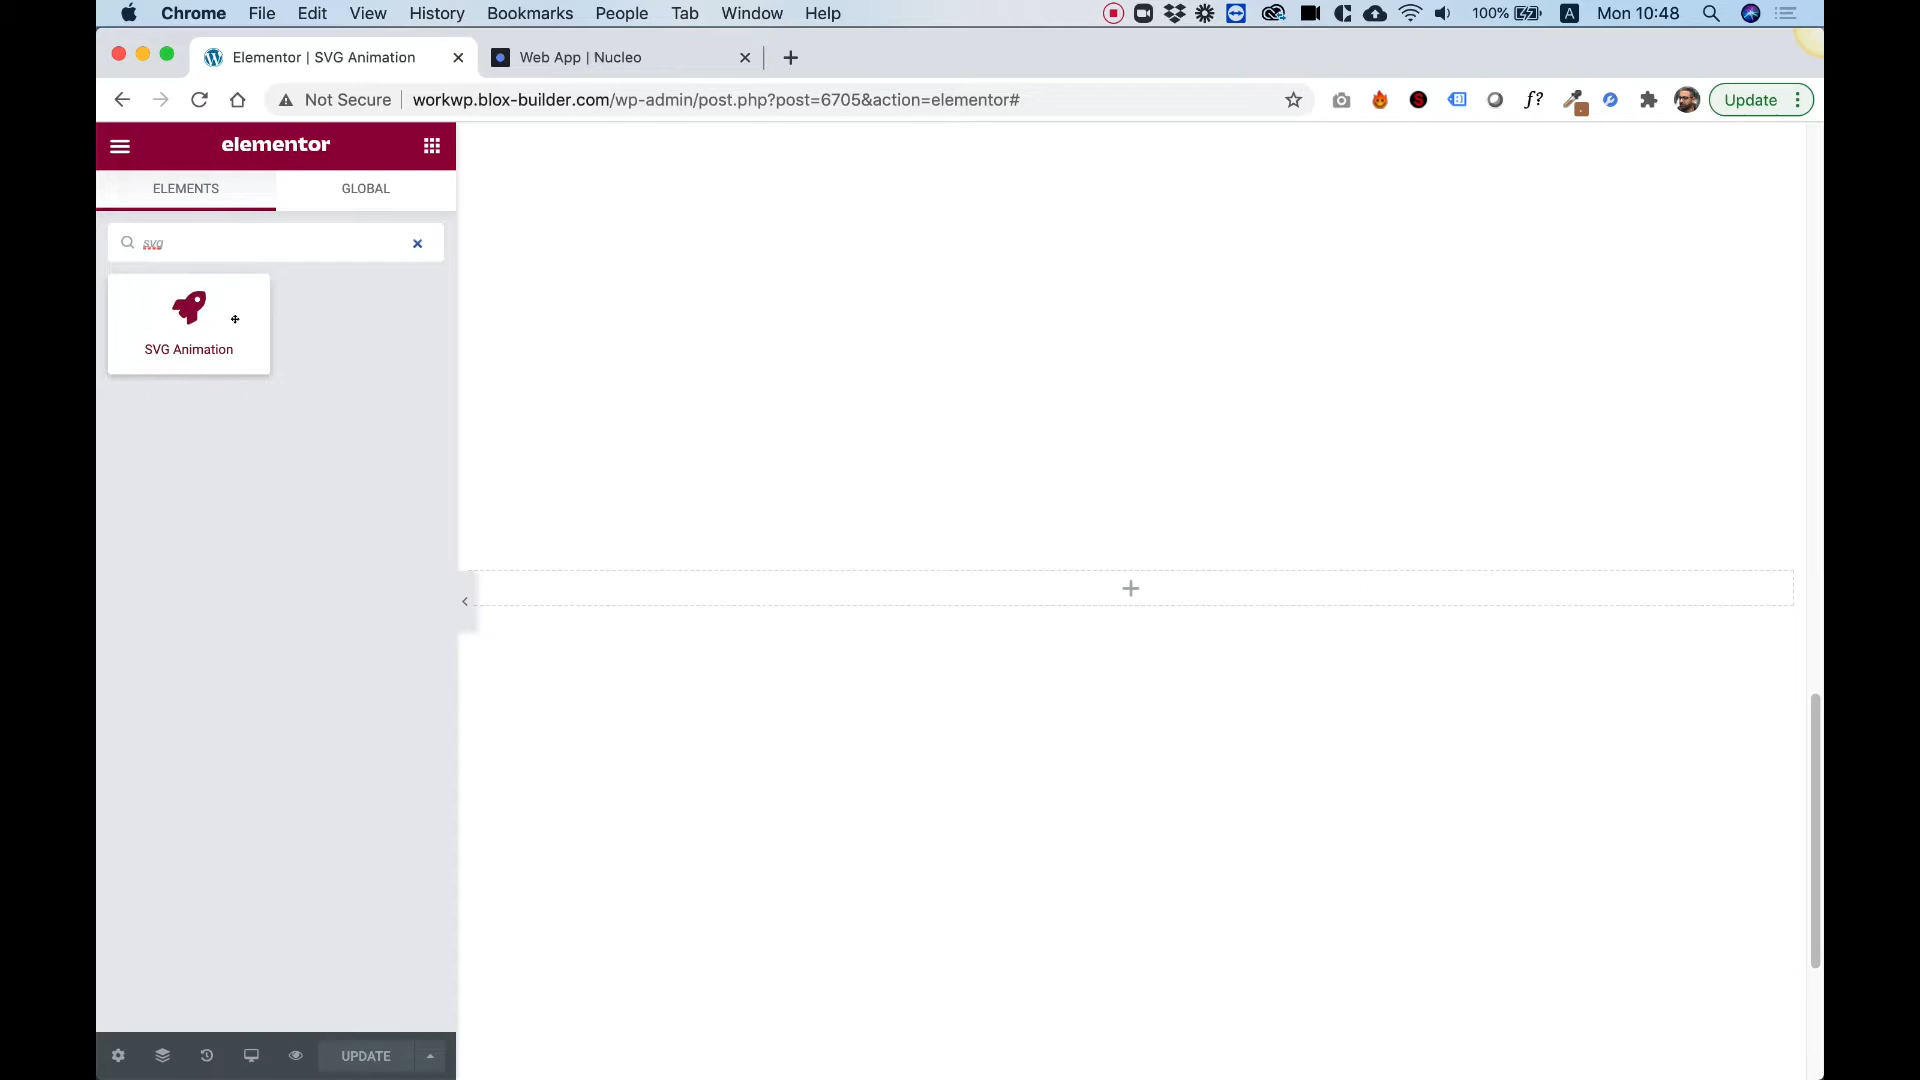 Chrome File Edit View History Bookmarks People Tab Window Help 100% A Mon 10:48
Elementor | SVG Animation Web App | Nucleo
Not Secure workwp.blox-builder.com/wp-admin/post.php?post=6705&action=elementor# S f? Update
elementor
ELEMENTS GLOBAL
svg
SVG Animation
UPDATE